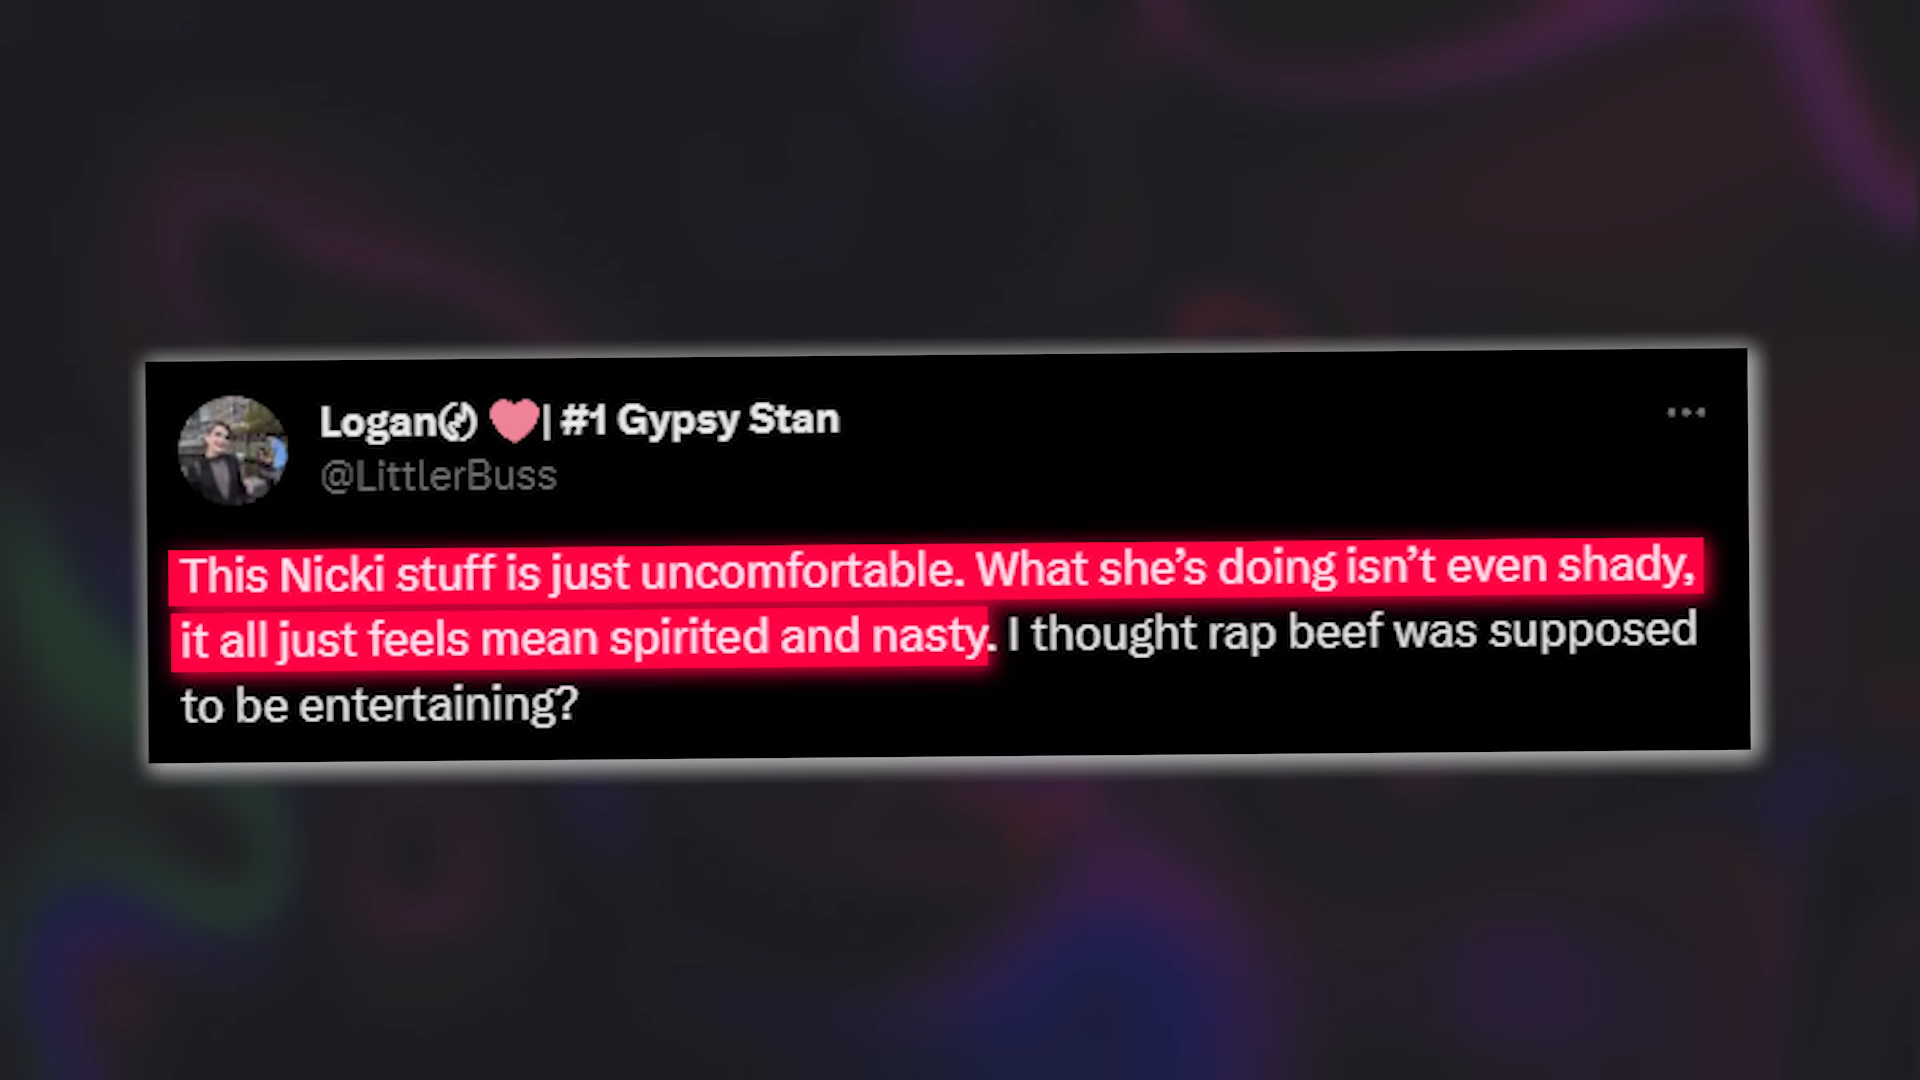 Logan 🩷| #1 Gypsy Stan
@LittlerBuss
This Nicki stuff is just uncomfortable. What she’s doing isn’t even shady,
it all just feels mean spirited and nasty. I thought rap beef was supposed
to be entertaining?